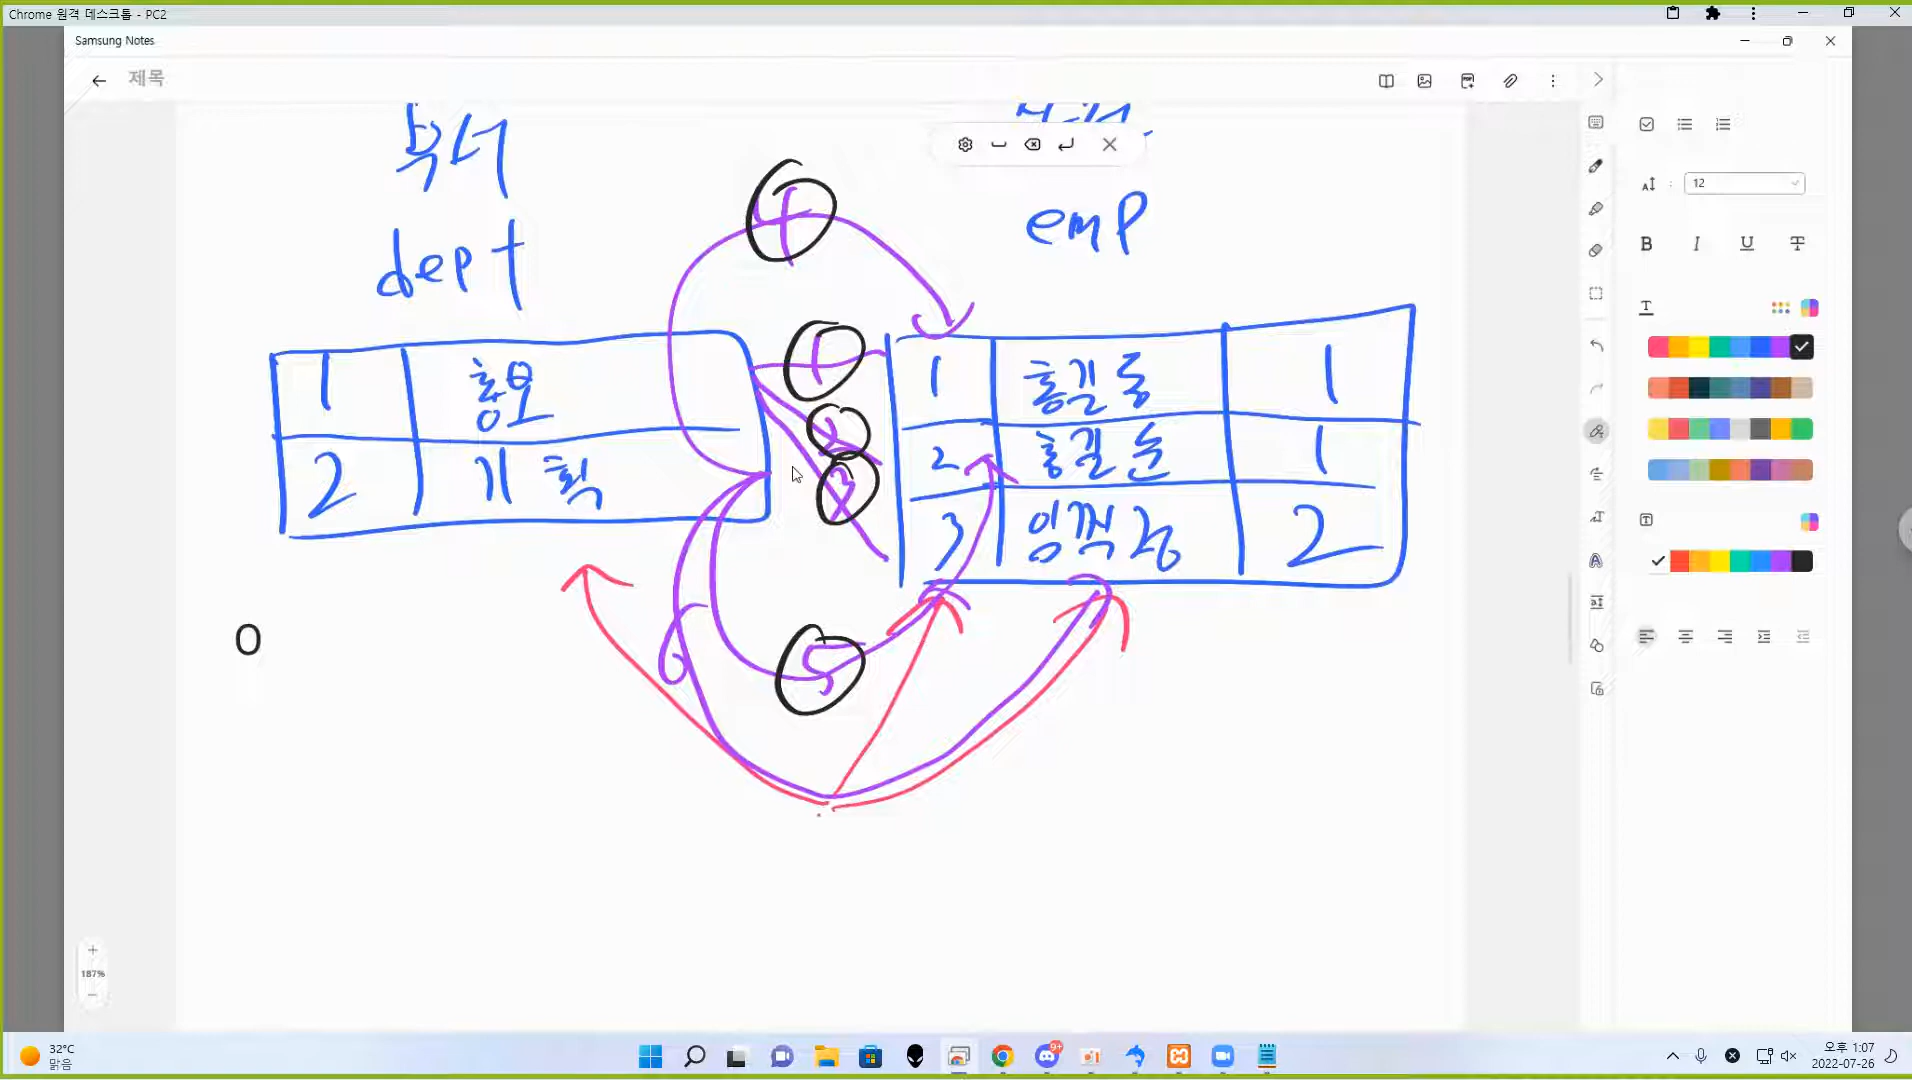 Chrome 원격 데스크톱 - PC2
Samsung Notes
제목
부서
dept
emp
1 홍보
2 기획
1 홍길동 1
2 홍길순 1
3 임꺽정 2
4
1
2
3
5
6
O
12
B I U T
T
187%
32°C
맑음
9+
오후 1:07
2022-07-26